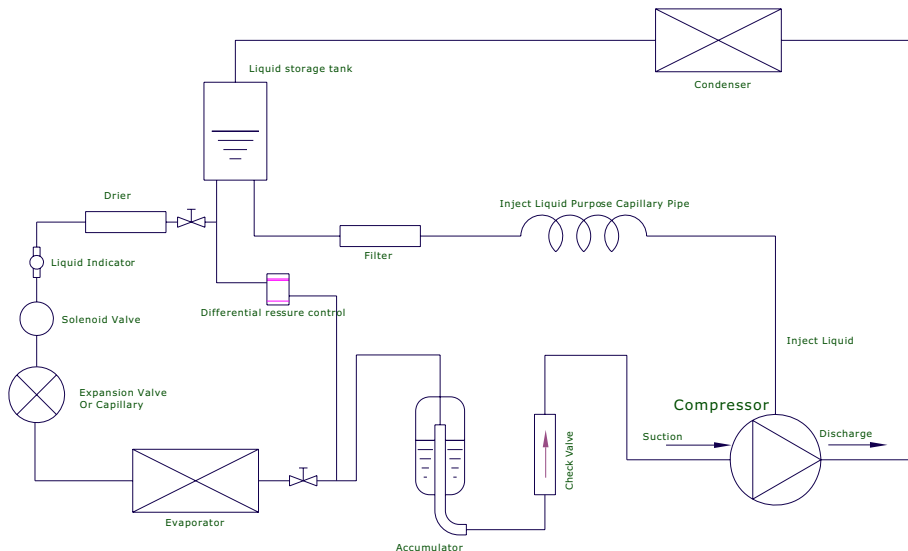 Liquid storage tank
Condenser
Drier
Inject Liquid Purpose Capillary Pipe
Filter
Liquid Indicator
Solenoid Valve
Differential ressure control
Inject Liquid
Expansion Valve
Or Capillary
Compressor
Suction
Discharge
Check Valve
Evaporator
Accumulator